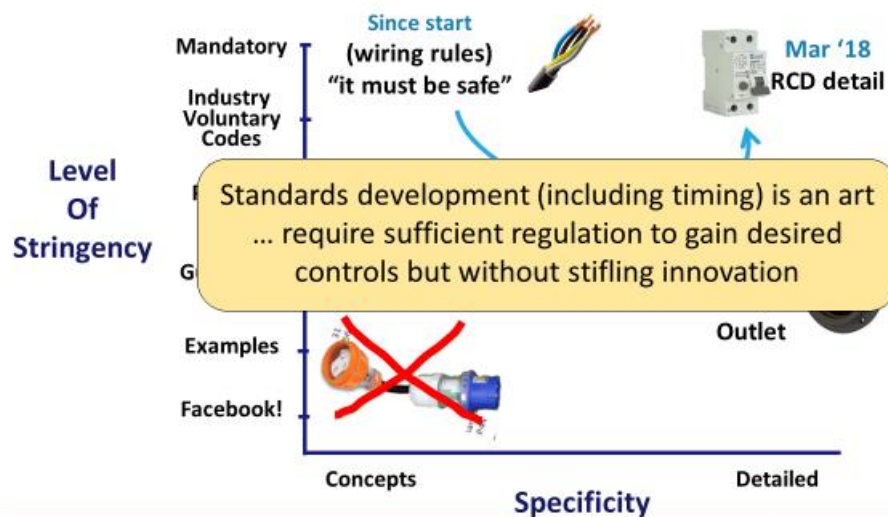 Since start
(wiring rules)
“it must be safe”
Mar ‘18
RCD detail
Mandatory
Industry
Voluntary
Codes
Level
Of
Stringency
Standards development (including timing) is an art
... require sufficient regulation to gain desired
controls but without stifling innovation
Outlet
Examples
Facebook!
Concepts
Detailed
Specificity